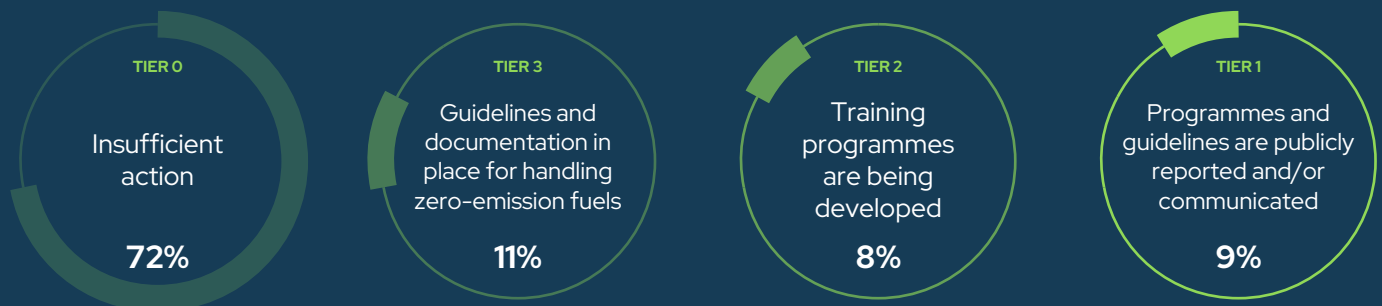 TIER 0
Insufficient
action
72%
TIER 3
Guidelines and
documentation in
place for handling
zero-emission fuels
11%
TIER 2
Training
programmes
are being
developed
8%
TIER 1
Programmes and
guidelines are publicly
reported and/or
communicated
9%